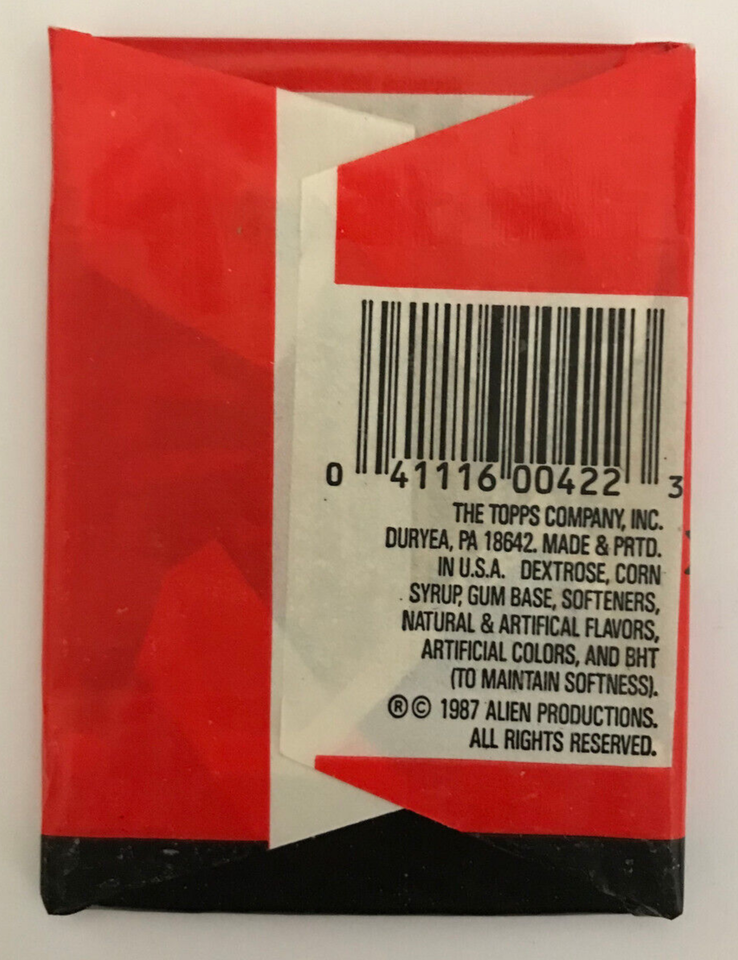 0 41116 00422 3
THE TOPPS COMPANY, INC.
DURYEA, PA 18642. MADE & PRTD.
IN U.S.A. DEXTROSE, CORN
SYRUP, GUM BASE, SOFTENERS,
NATURAL & ARTIFICAL FLAVORS,
ARTIFICIAL COLORS, AND BHT
(TO MAINTAIN SOFTNESS).
®© 1987 ALIEN PRODUCTIONS.
ALL RIGHTS RESERVED.